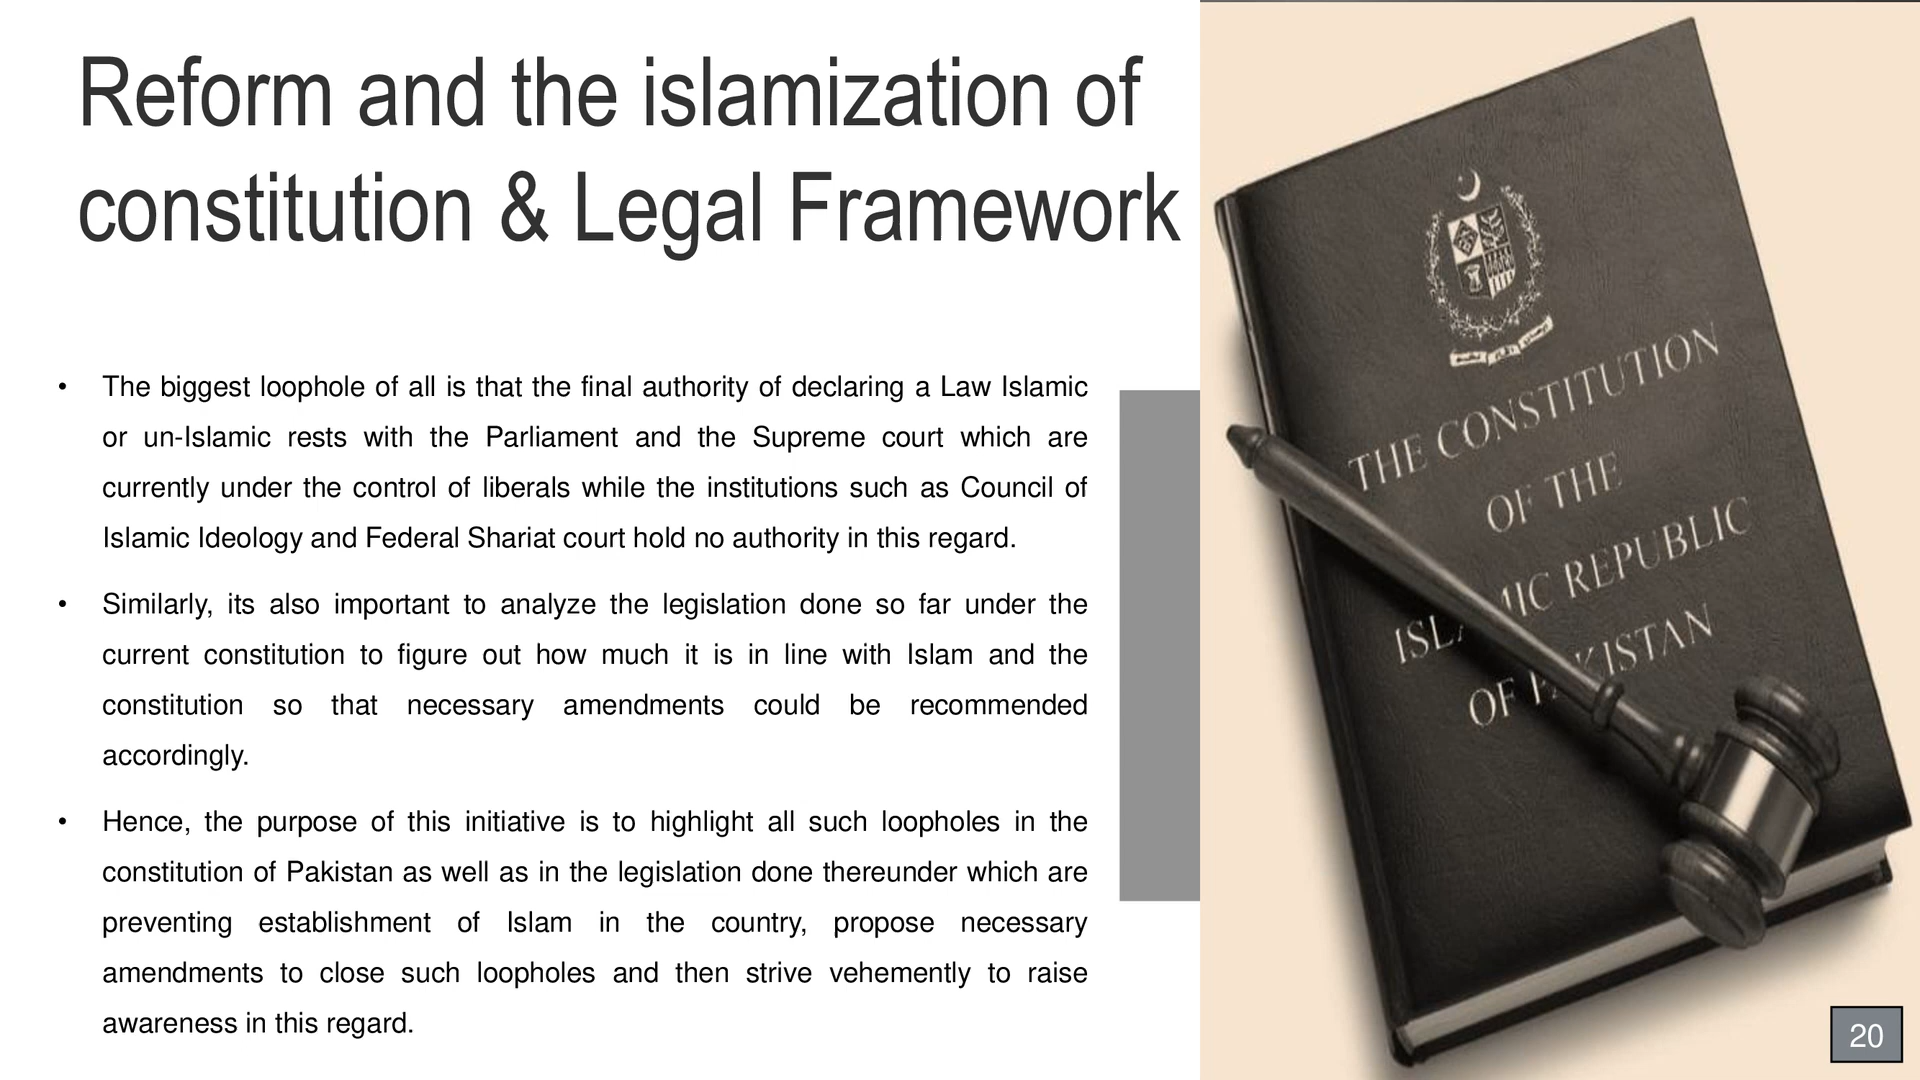 Reform and the islamization of
constitution & Legal Framework
• The biggest loophole of all is that the final authority of declaring a Law Islamic
or un-Islamic rests with the Parliament and the Supreme court which are
currently under the control of liberals while the institutions such as Council of
Islamic Ideology and Federal Shariat court hold no authority in this regard.
• Similarly, its also important to analyze the legislation done so far under the
current constitution to figure out how much it is in line with Islam and the
constitution so that necessary amendments could be recommended
accordingly.
• Hence, the purpose of this initiative is to highlight all such loopholes in the
constitution of Pakistan as well as in the legislation done thereunder which are
preventing establishment of Islam in the country, propose necessary
amendments to close such loopholes and then strive vehemently to raise
awareness in this regard.
THE CONSTITUTION
OF THE
ISLAMIC REPUBLIC
OF PAKISTAN
20